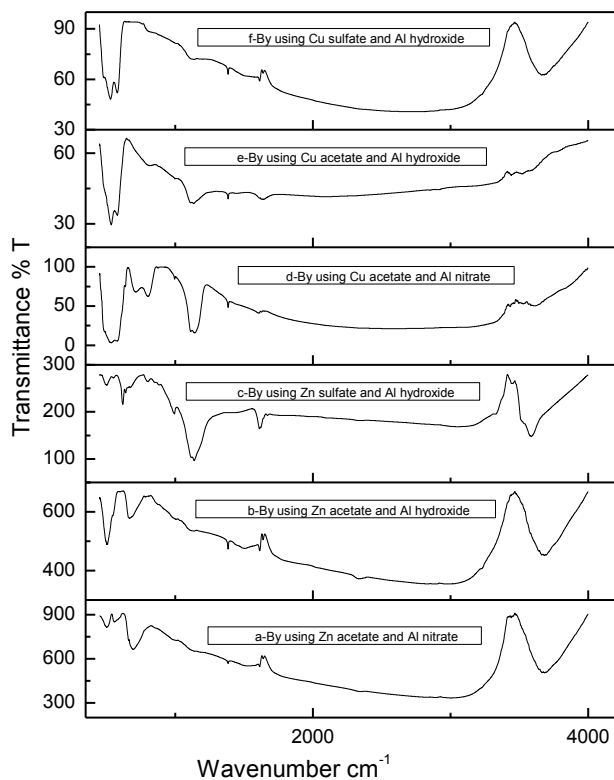 90
f-By using Cu sulfate and Al hydroxide
60
30
60
e-By using Cu acetate and Al hydroxide
30
100
d-By using Cu acetate and Al nitrate
50
0
300
c-By using Zn sulfate and Al hydroxide
200
100
600
b-By using Zn acetate and Al hydroxide
400
900
a-By using Zn acetate and Al nitrate
600
300
Transmittance % T
2000
4000
Wavenumber cm⁻¹